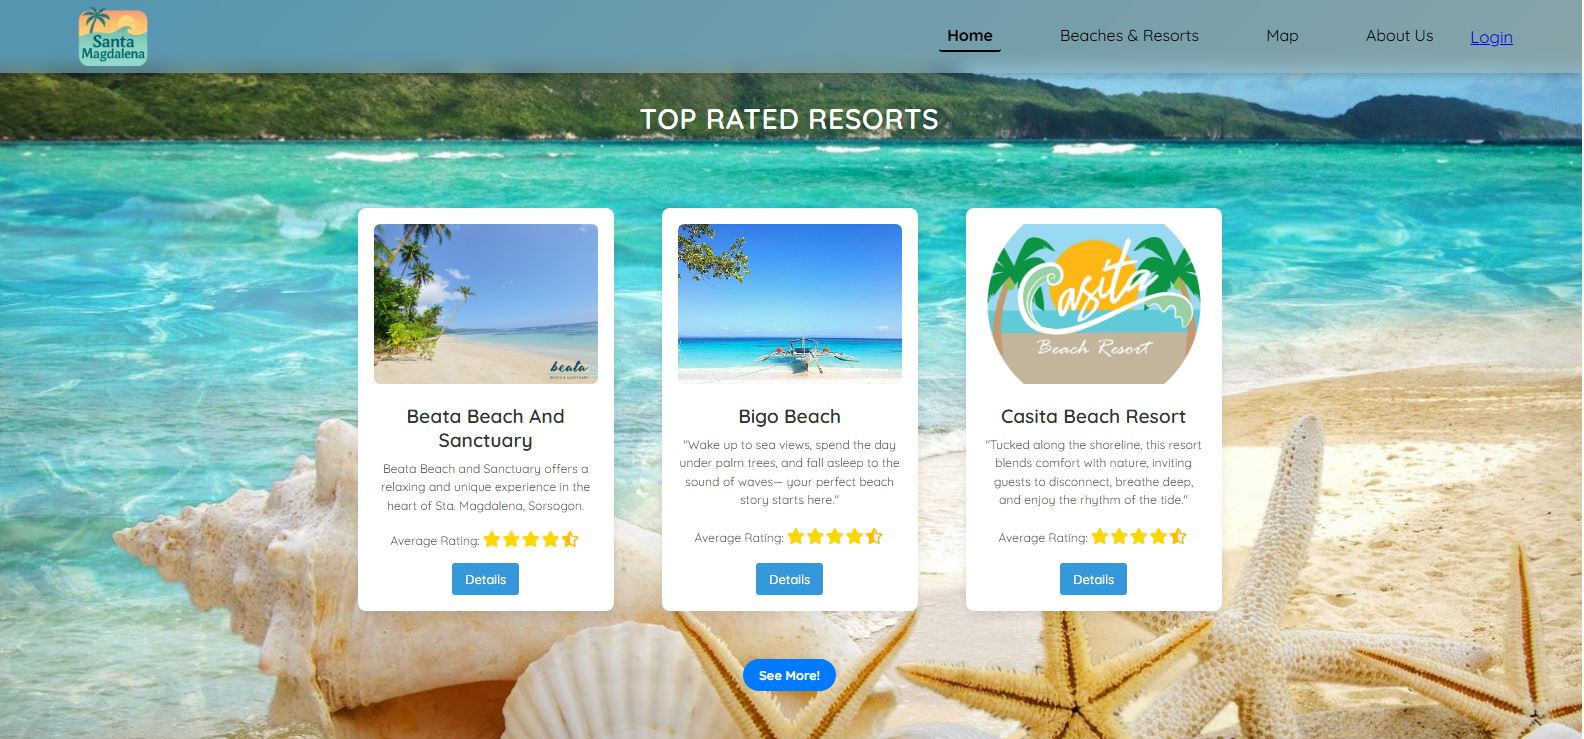 Santa
Magdalena
Home
Beaches & Resorts
Map
About Us
Login
TOP RATED RESORTS
beata
BEACH & SANCTUARY
Beata Beach And
Sanctuary
Beata Beach and Sanctuary offers a
relaxing and unique experience in the
heart of Sta. Magdalena, Sorsogon.
Average Rating:
Details
Bigo Beach
"Wake up to sea views, spend the day
under palm trees, and fall asleep to the
sound of waves— your perfect beach
story starts here."
Average Rating:
Details
Casita
Beach Resort
Casita Beach Resort
"Tucked along the shoreline, this resort
blends comfort with nature, inviting
guests to disconnect, breathe deep,
and enjoy the rhythm of the tide."
Average Rating:
Details
See More!